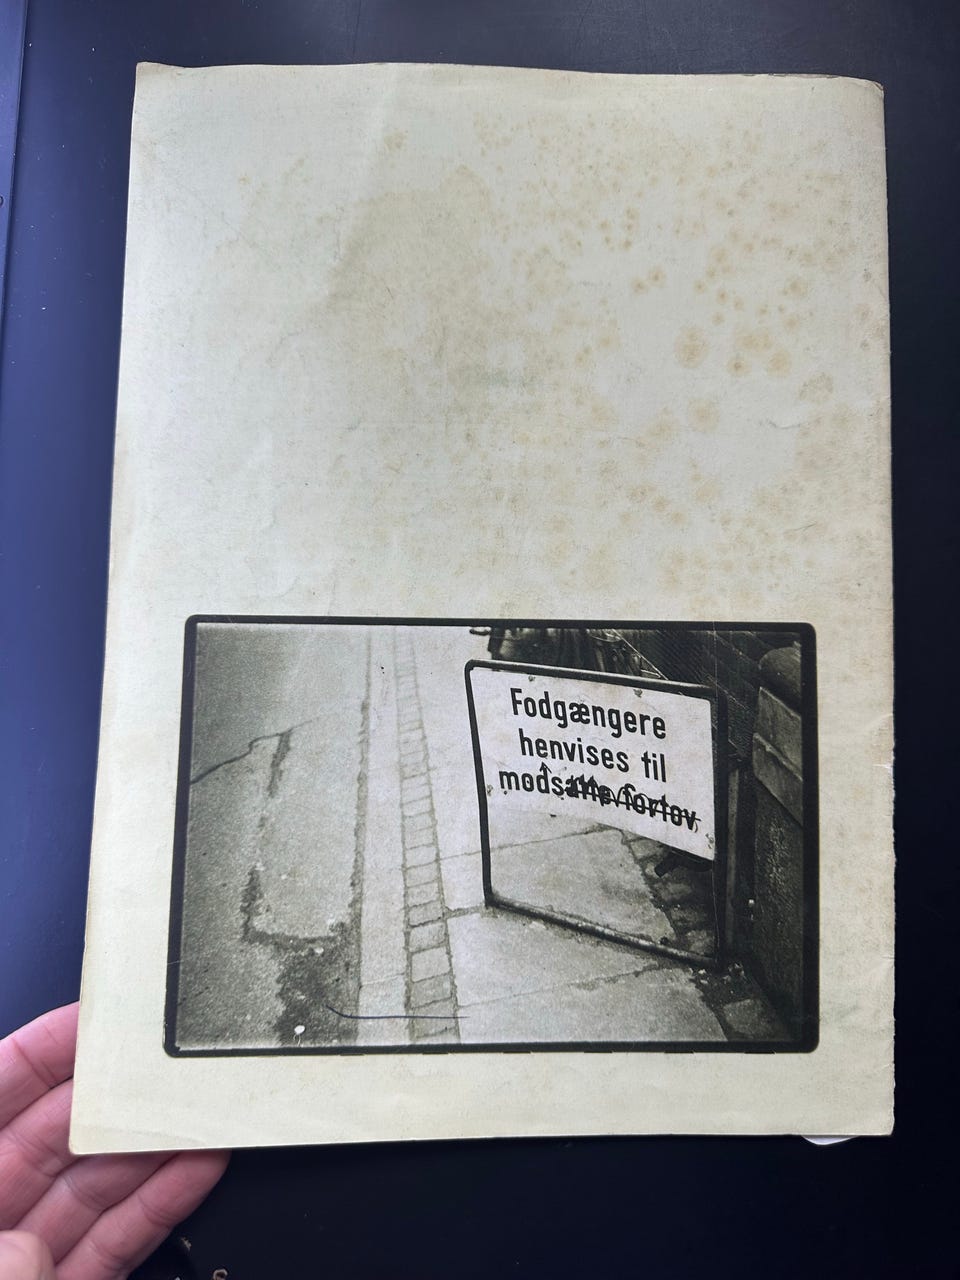 Fodgængere
henvises til
modsatte fortov